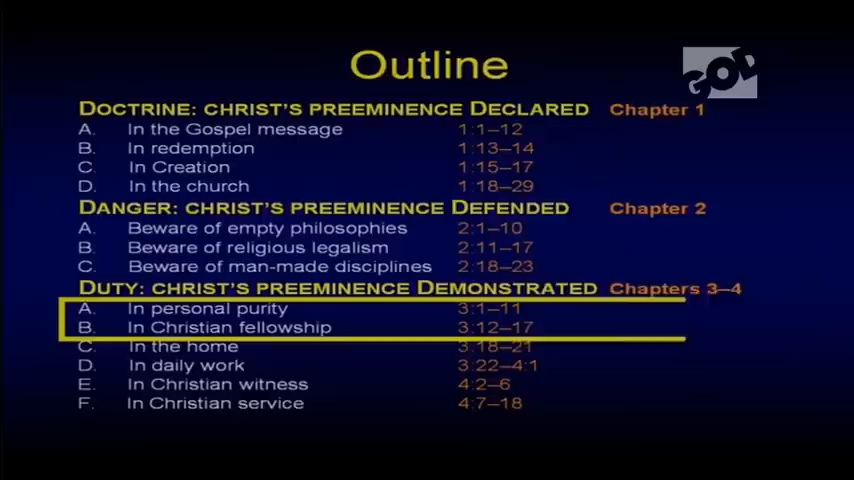 Outline
GOD
DOCTRINE: CHRIST'S PREEMINENCE DECLARED Chapter 1
A. In the Gospel message 1:1–12
B. In redemption 1:13–14
C. In Creation 1:15–17
D. In the church 1:18–29
DANGER: CHRIST'S PREEMINENCE DEFENDED Chapter 2
A. Beware of empty philosophies 2:1–10
B. Beware of religious legalism 2:11–17
C. Beware of man-made disciplines 2:18–23
DUTY: CHRIST'S PREEMINENCE DEMONSTRATED Chapters 3–4
A. In personal purity 3:1–11
B. In Christian fellowship 3:12–17
C. In the home 3:18–21
D. In daily work 3:22–4:1
E. In Christian witness 4:2–6
F. In Christian service 4:7–18